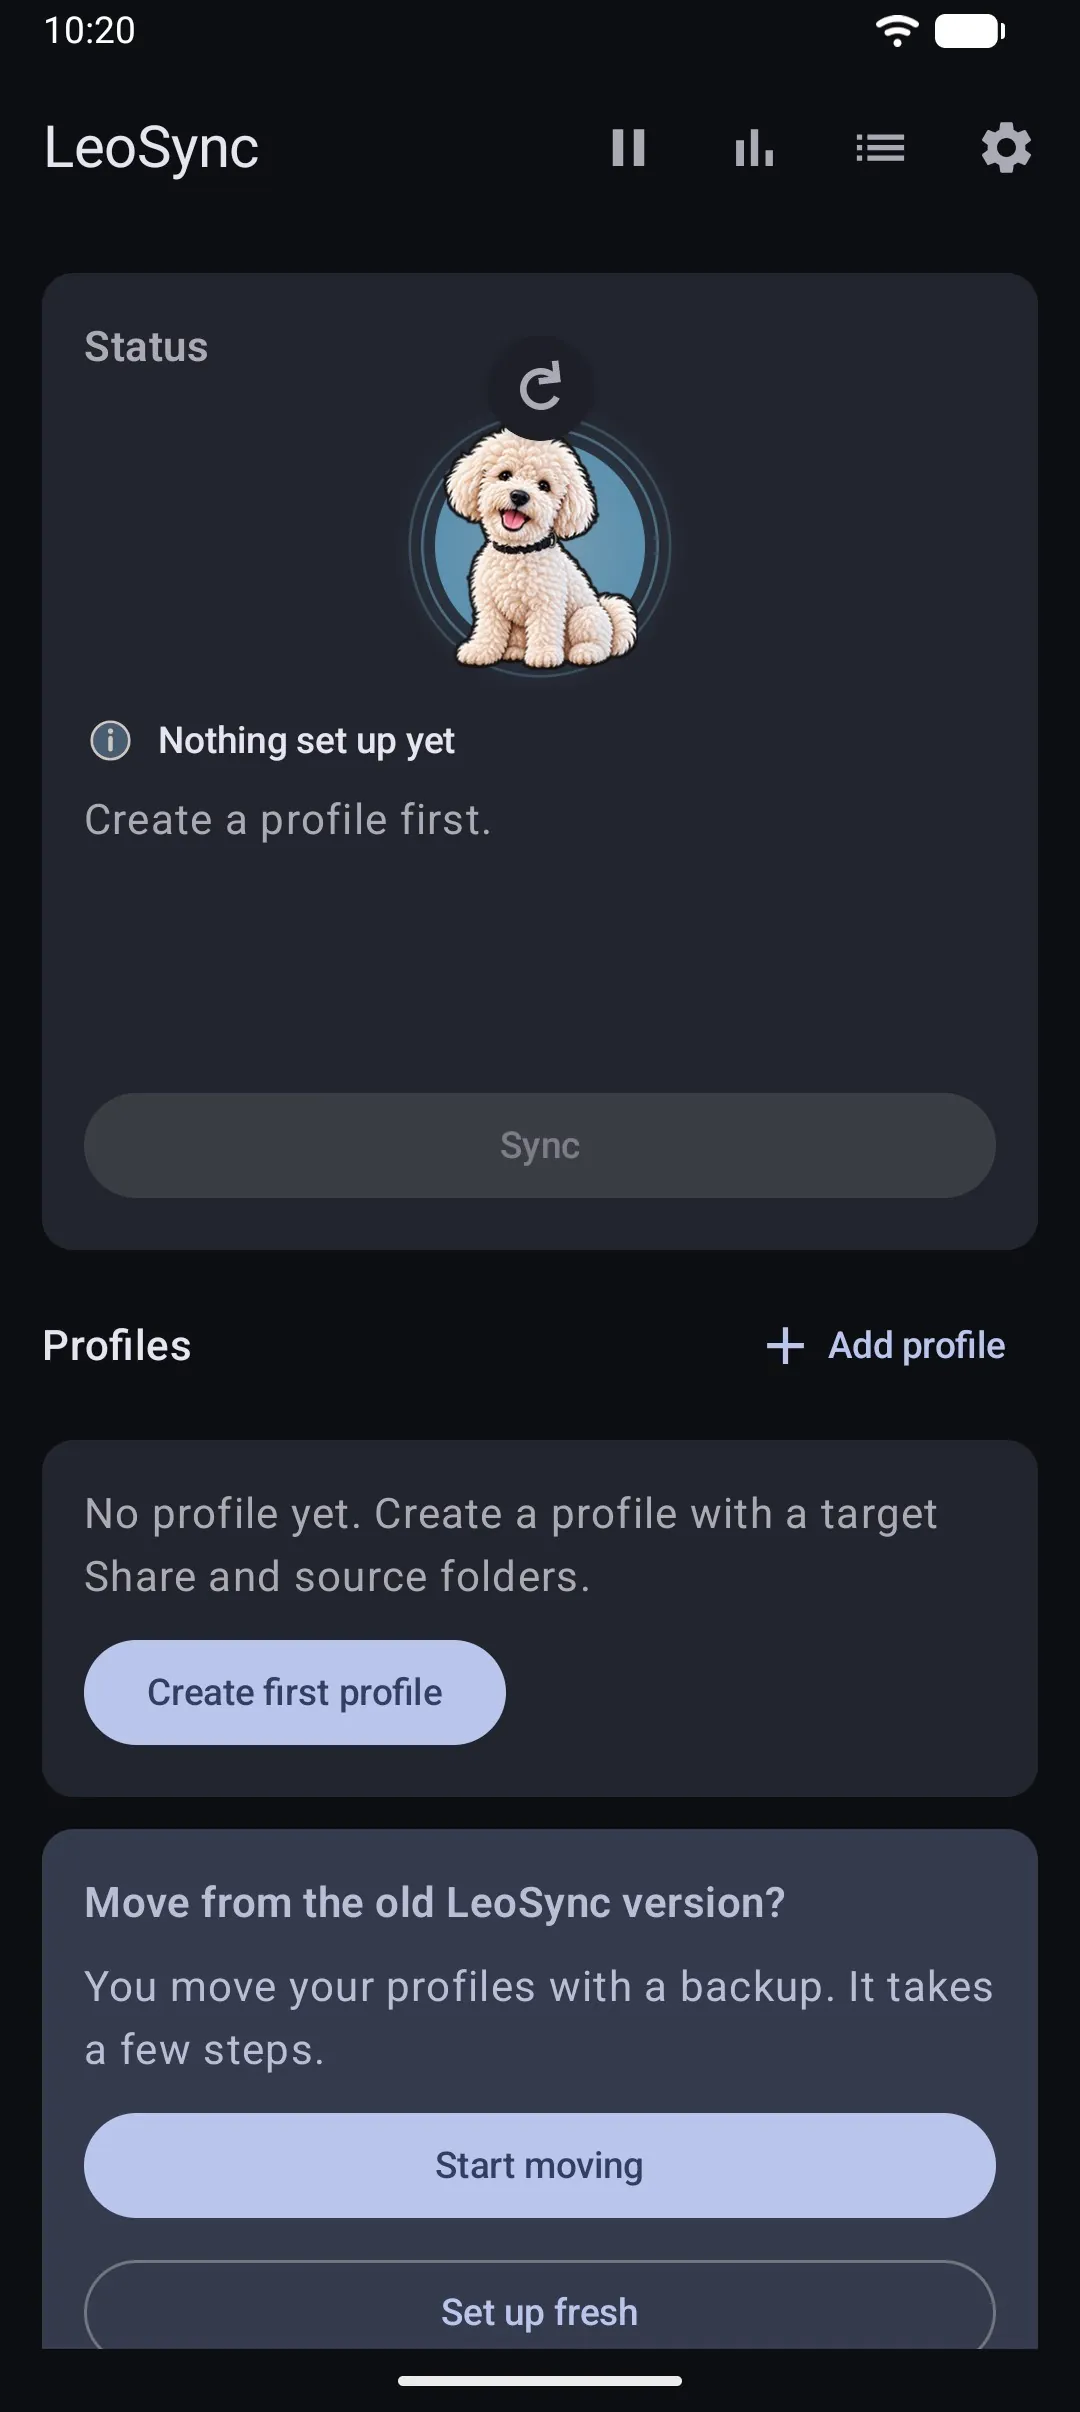 10:20
LeoSync
Status
Nothing set up yet
Create a profile first.
Sync
Profiles
Add profile
No profile yet. Create a profile with a target
Share and source folders.
Create first profile
Move from the old LeoSync version?
You move your profiles with a backup. It takes
a few steps.
Start moving
Set up fresh